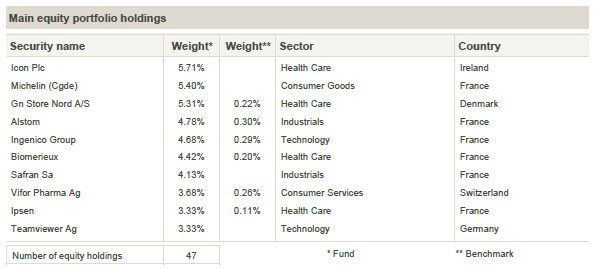 Main equity portfolio holdings
Security name Weight* Weight** Sector Country
Icon Plc 5.71% Health Care Ireland
Michelin (Cgde) 5.40% Consumer Goods France
Gn Store Nord A/S 5.31% 0.22% Health Care Denmark
Alstom 4.78% 0.30% Industrials France
Ingenico Group 4.68% 0.29% Technology France
Biomerieux 4.42% 0.20% Health Care France
Safran Sa 4.13% Industrials France
Vifor Pharma Ag 3.68% 0.26% Consumer Services Switzerland
Ipsen 3.33% 0.11% Health Care France
Teamviewer Ag 3.33% Technology Germany
Number of equity holdings 47 * Fund ** Benchmark